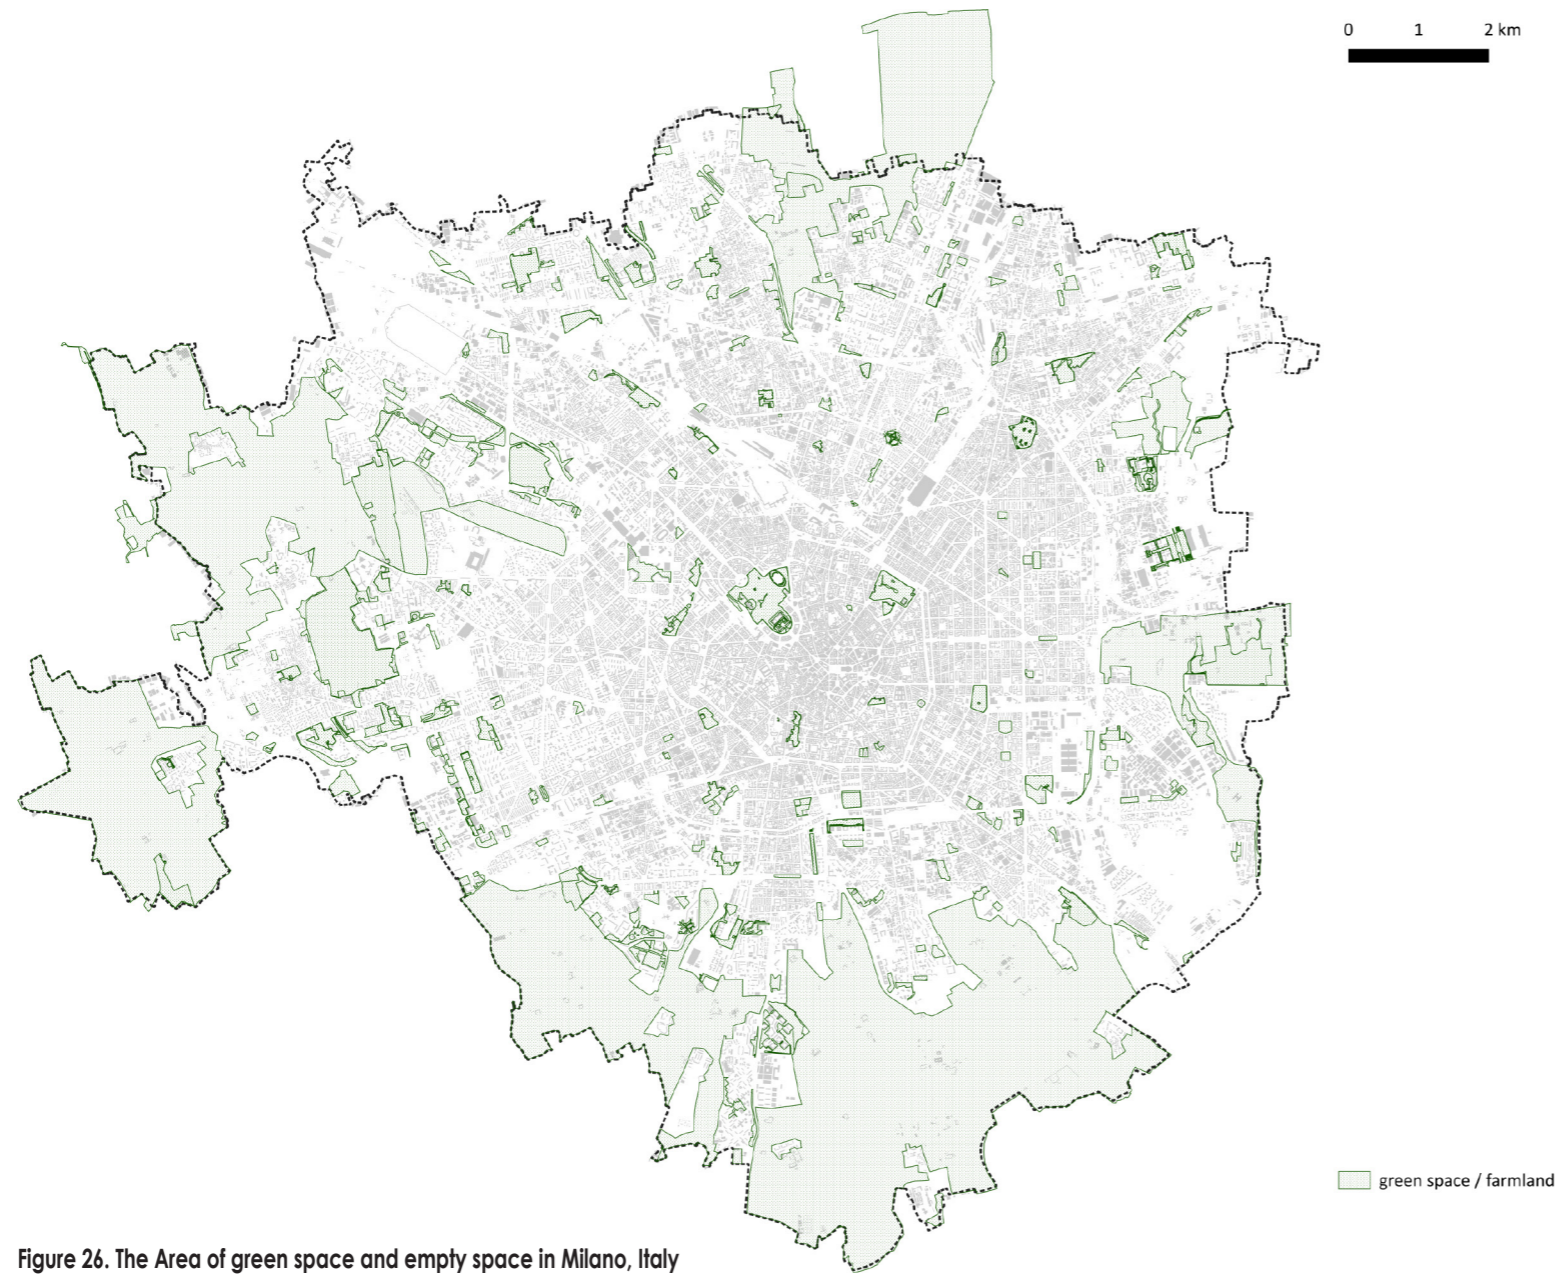 0 1 2 km
green space / farmland
Figure 26. The Area of green space and empty space in Milano, Italy